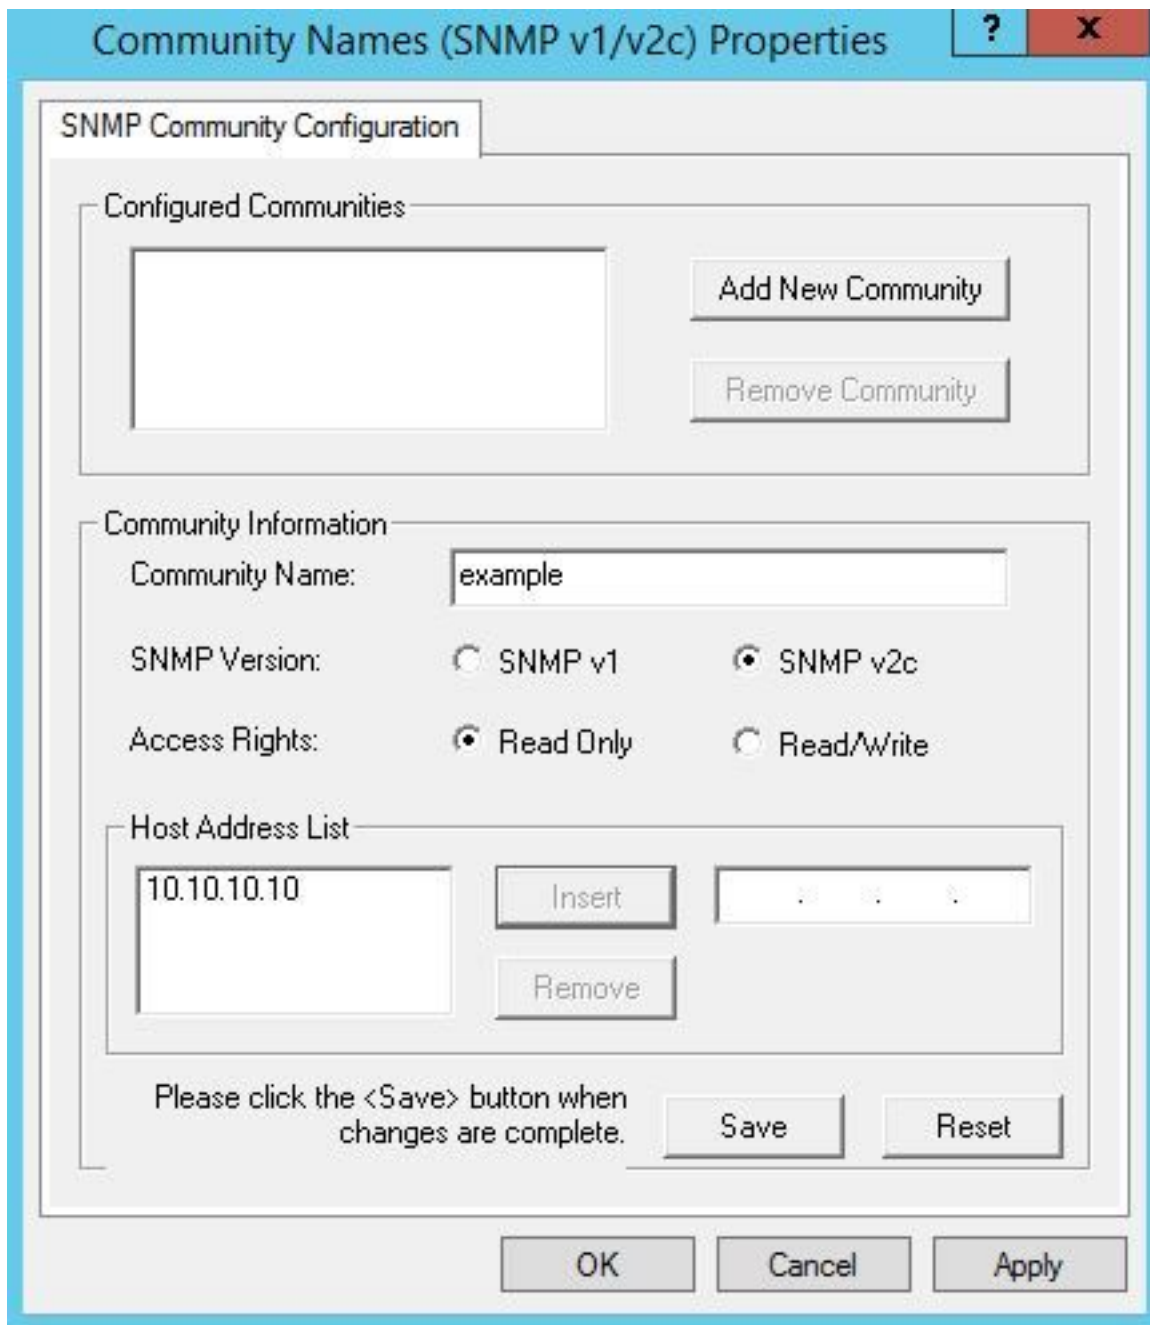 Community Names (SNMP v1/v2c) Properties
? x
SNMP Community Configuration
Configured Communities
Add New Community
Remove Community
Community Information
Community Name: example
SNMP Version: SNMP v1 SNMP v2c
Access Rights: Read Only Read/Write
Host Address List
10.10.10.10 Insert . . .
Remove
Please click the <Save> button when
changes are complete. Save Reset
OK Cancel Apply